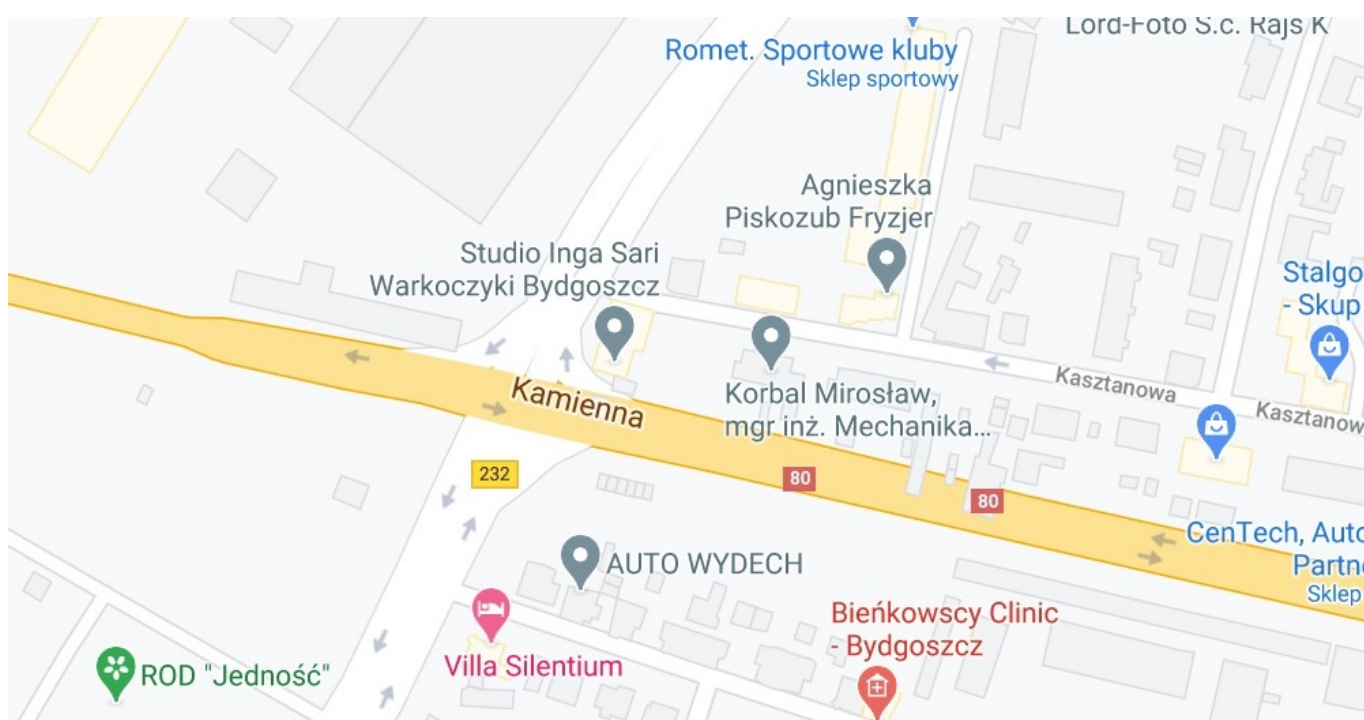 Lord-Foto S.c. Rajs K
Romet. Sportowe kluby
Sklep sportowy
Agnieszka
Piskozub Fryzjer
Studio Inga Sari
Warkoczyki Bydgoszcz
Stalgo
- Skup
Kasztanowa
Kasztanow
Kamienna
Korbal Mirosław,
mgr inż. Mechanika...
232
80
80
CenTech, Auto
Partne
Sklep
AUTO WYDECH
Bieńkowscy Clinic
- Bydgoszcz
Villa Silentium
ROD "Jedność"